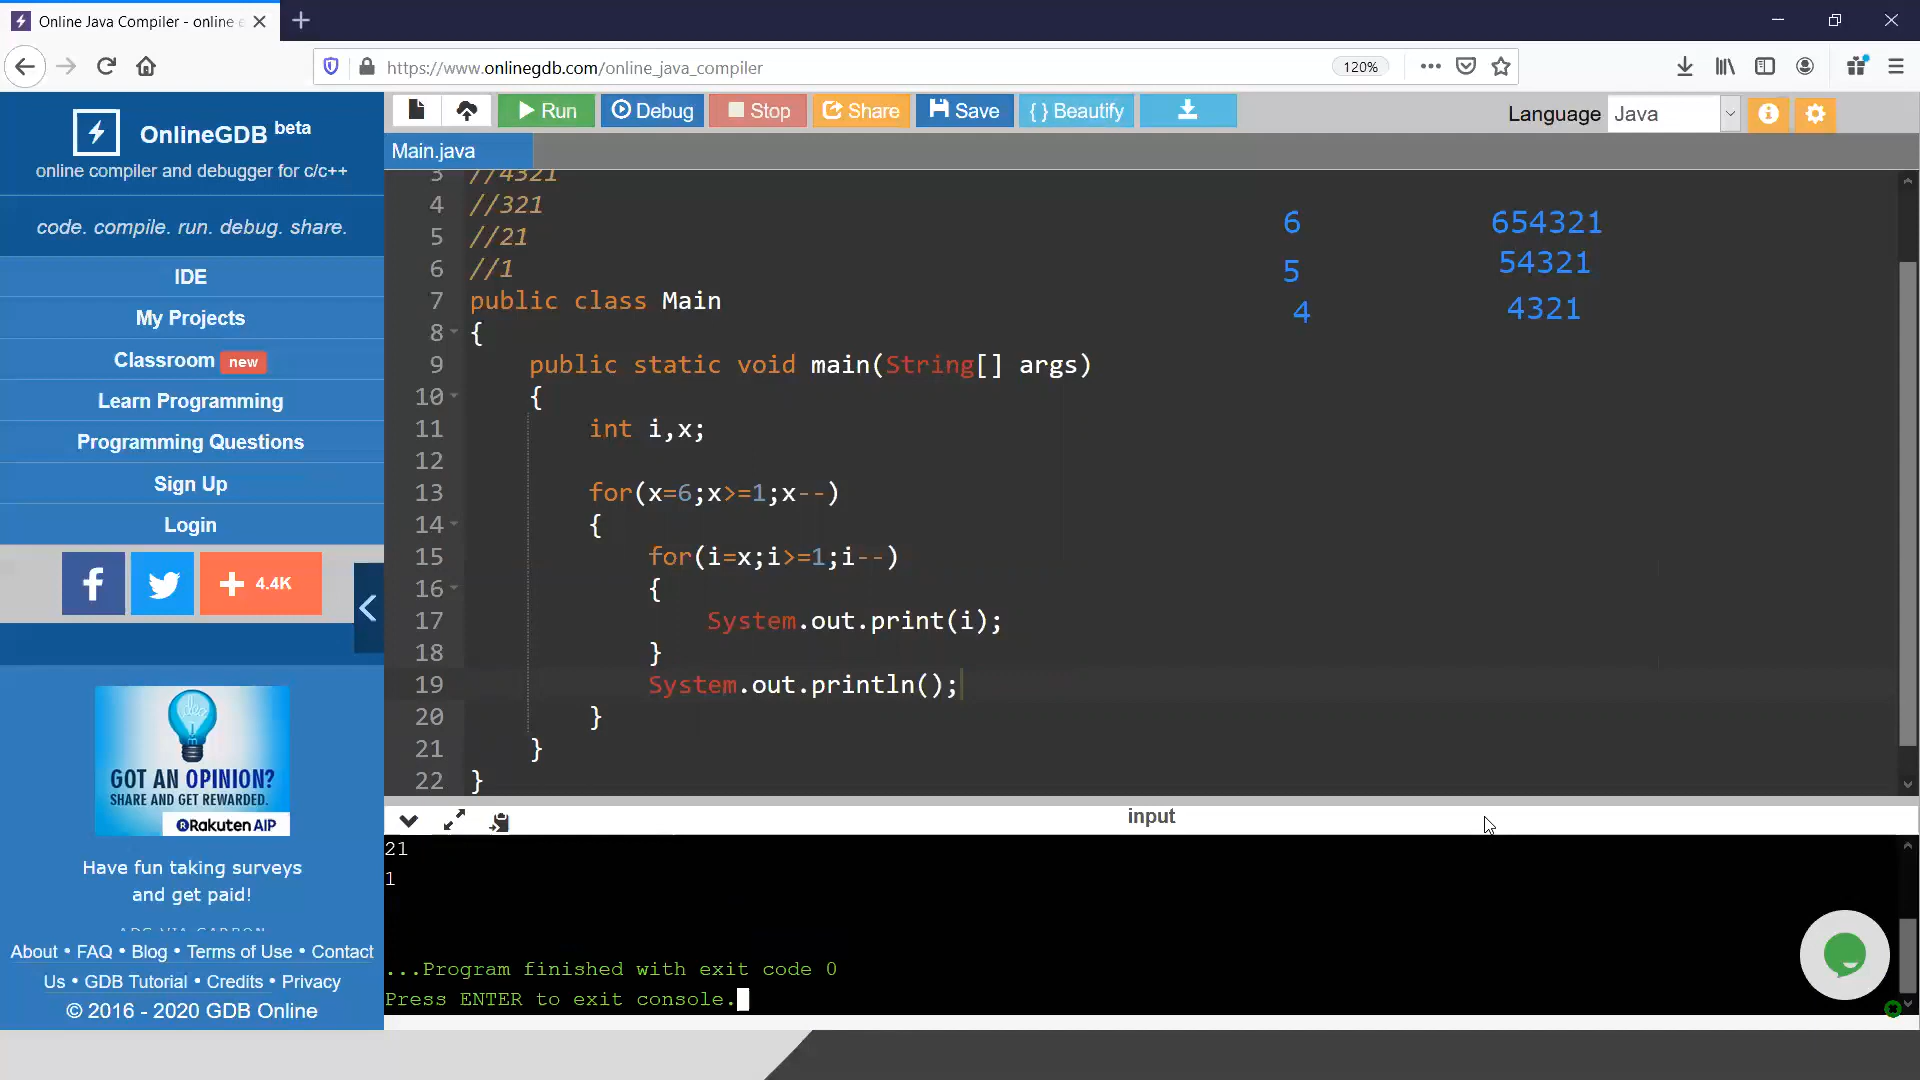 Online Java Compiler - online e
https://www.onlinegdb.com/online_java_compiler
120%
OnlineGDB beta
online compiler and debugger for c/c++
code. compile. run. debug. share.
IDE
My Projects
Classroom new
Learn Programming
Programming Questions
Sign Up
Login
4.4K
GOT AN OPINION?
SHARE AND GET REWARDED.
Rakuten AIP
Have fun taking surveys
and get paid!
ADS VIA CARBON
About • FAQ • Blog • Terms of Use • Contact
Us • GDB Tutorial • Credits • Privacy
© 2016 - 2020 GDB Online
Run Debug Stop Share Save { } Beautify
Language Java
Main.java
3 //4321
4 //321
5 //21
6 //1
7 public class Main
8 {
9 public static void main(String[] args)
10 {
11 int i,x;
12
13 for(x=6;x>=1;x--)
14 {
15 for(i=x;i>=1;i--)
16 {
17 System.out.print(i);
18 }
19 System.out.println();
20 }
21 }
22 }
6 654321
5 54321
4 4321
input
21
1
...Program finished with exit code 0
Press ENTER to exit console.